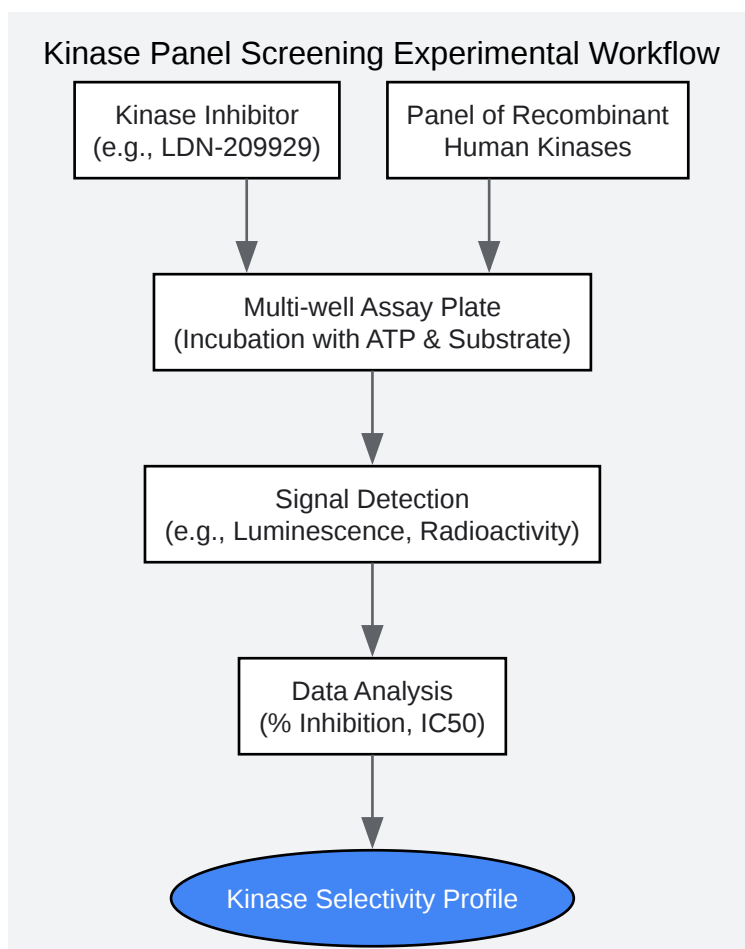 Kinase Panel Screening Experimental Workflow
Kinase Inhibitor
(e.g., LDN-209929)
Panel of Recombinant
Human Kinases
Multi-well Assay Plate
(Incubation with ATP & Substrate)
Signal Detection
(e.g., Luminescence, Radioactivity)
Data Analysis
(% Inhibition, IC50)
Kinase Selectivity Profile